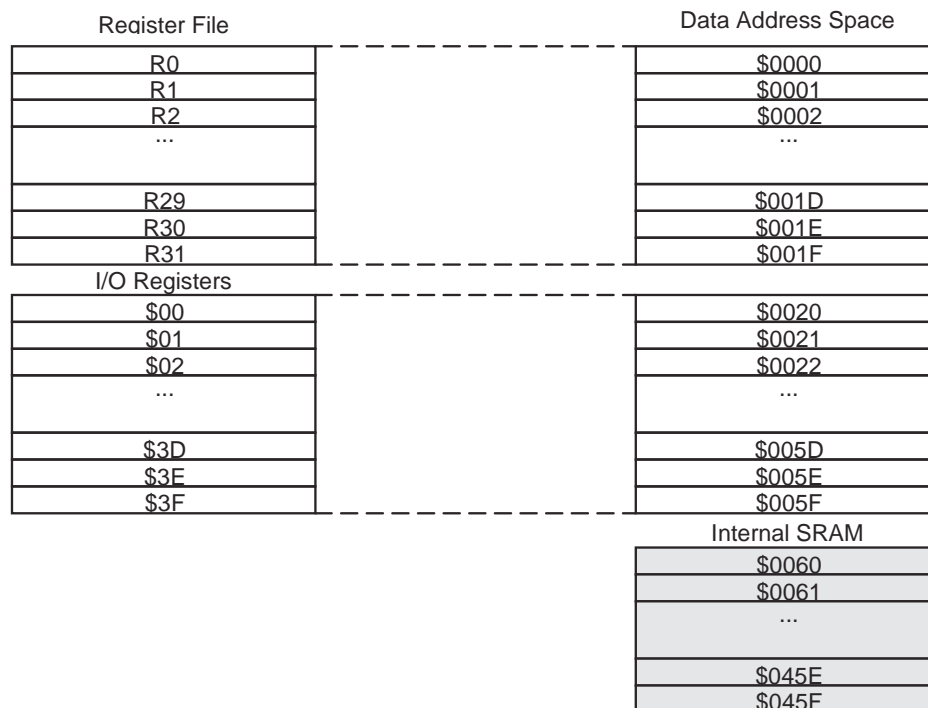 Register File
Data Address Space
R0
$0000
R1
$0001
R2
$0002
...
...
R29
$001D
R30
$001E
R31
$001F
I/O Registers
$00
$0020
$01
$0021
$02
$0022
...
...
$3D
$005D
$3E
$005E
$3F
$005F
Internal SRAM
$0060
$0061
...
$045E
$045F